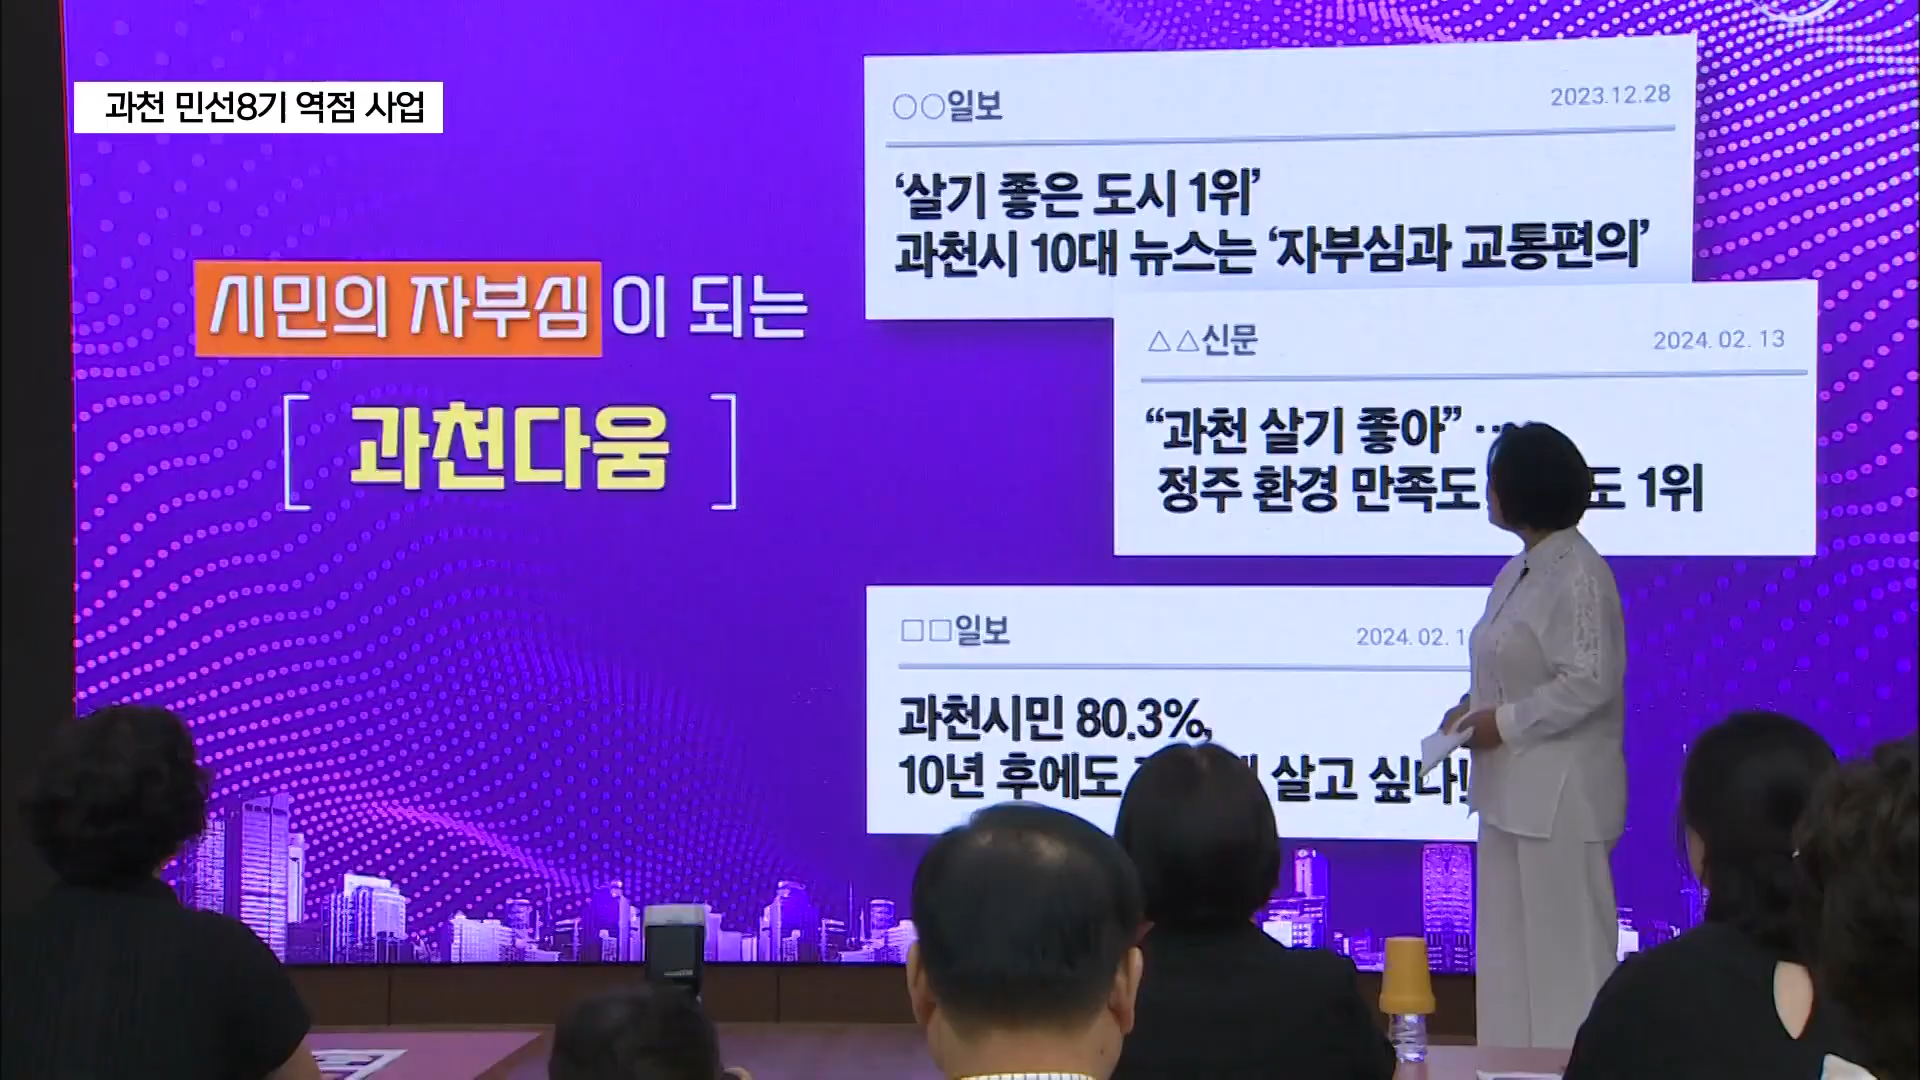 과천 민선8기 역점 사업
시민의 자부심이 되는
[ 과천다움 ]
○○일보 2023.12.28
‘살기 좋은 도시 1위’
과천시 10대 뉴스는 ‘자부심과 교통편의’
△△신문 2024. 02. 13
“과천 살기 좋아” ··
정주 환경 만족도 도 1위
□□일보 2024. 02. 1
과천시민 80.3%,
10년 후에도 살고 싶다!